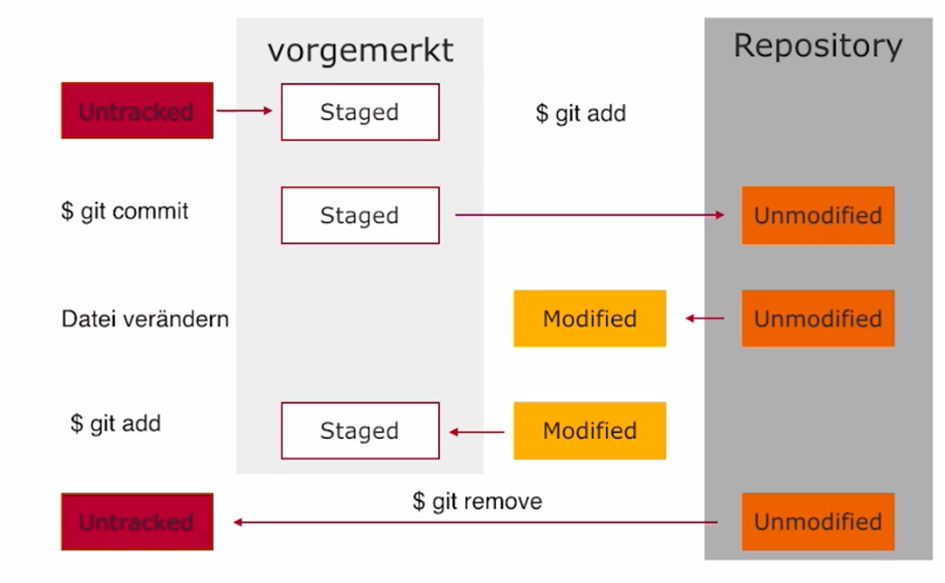 vorgemerkt
Repository
Untracked
Staged
$ git add
$ git commit
Staged
Unmodified
Datei verändern
Modified
Unmodified
$ git add
Staged
Modified
$ git remove
Untracked
Unmodified